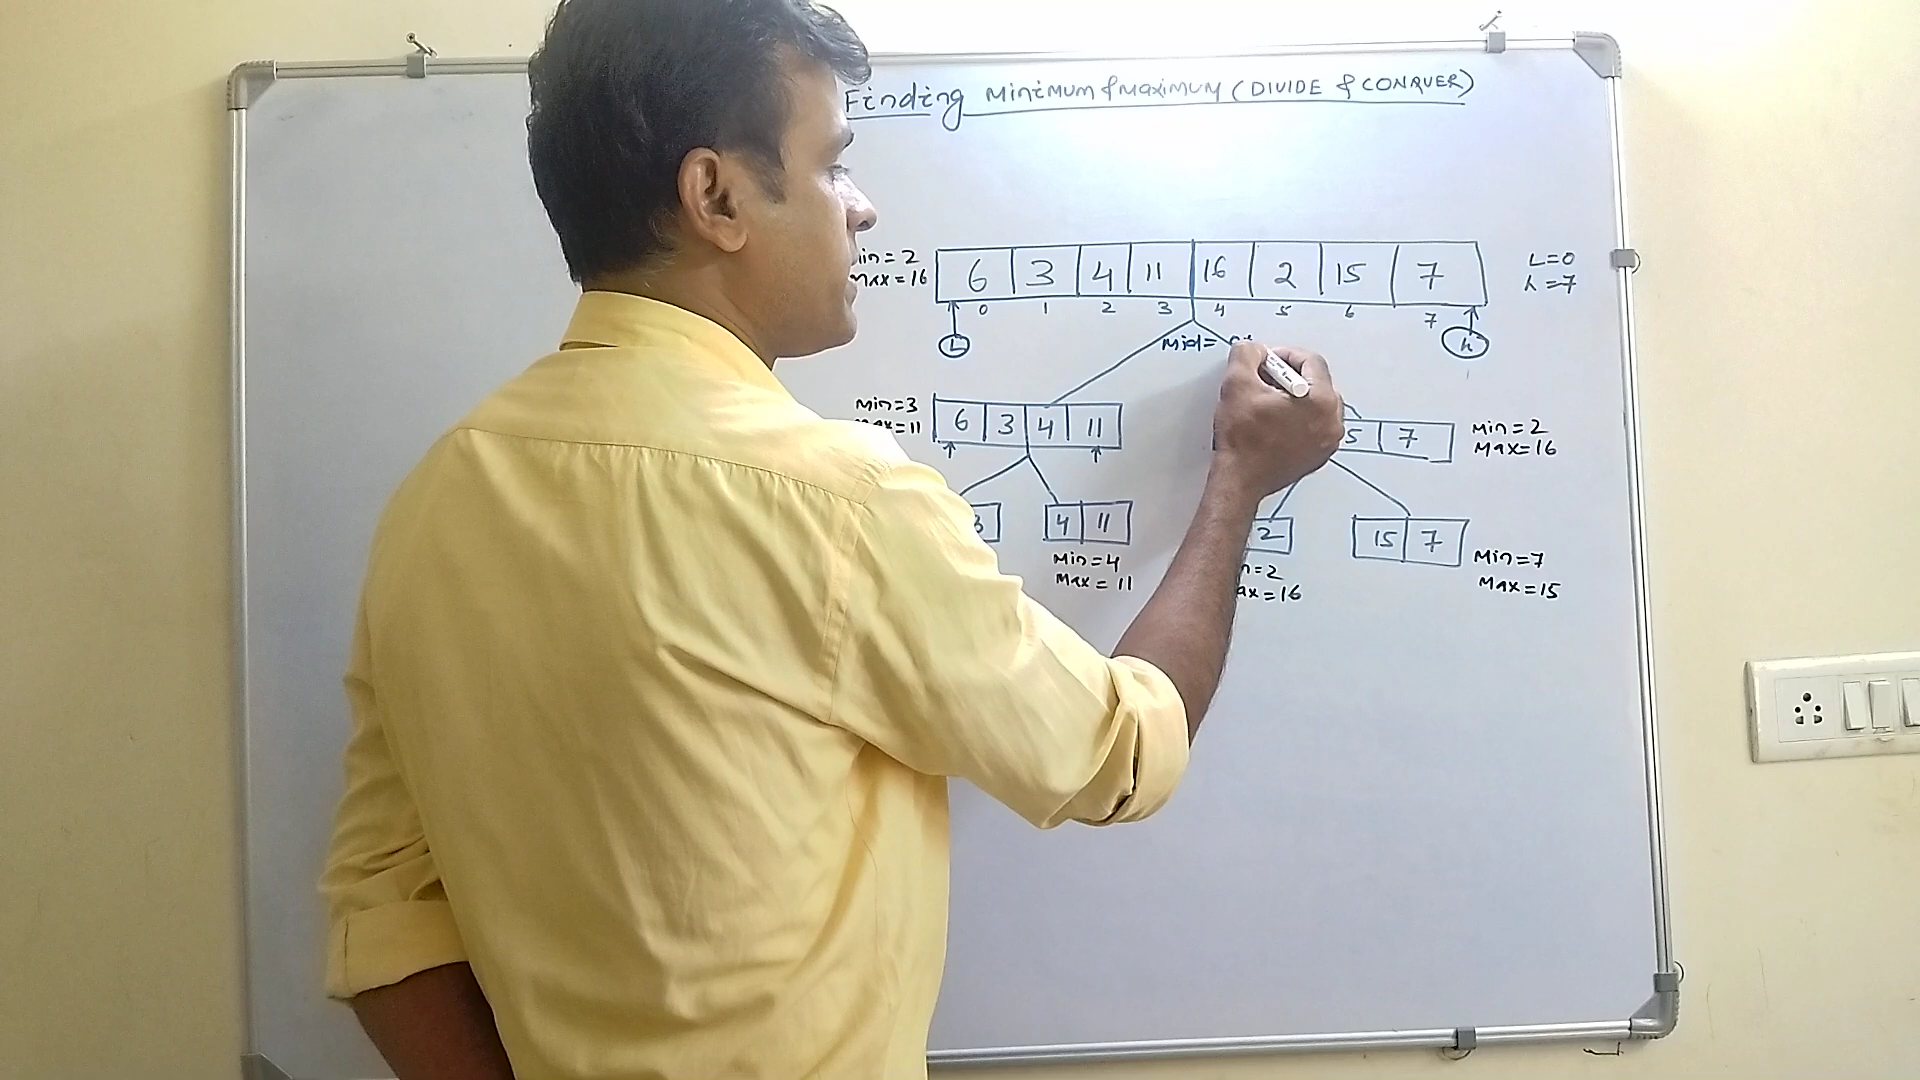 Finding Minimum & Maximum (DIVIDE & CONQUER)
Min = 2
Max = 16
6 3 4 11 16 2 15 7
L=0
h=7
0 1 2 3 4 5 6 7
L
h
Mid=
Min=3
Max=11
6 3 4 11
5 7
Min = 2
Max=16
3
4 11
2
15 7
Min=4
Max = 11
n=2
ax=16
Min=7
Max=15